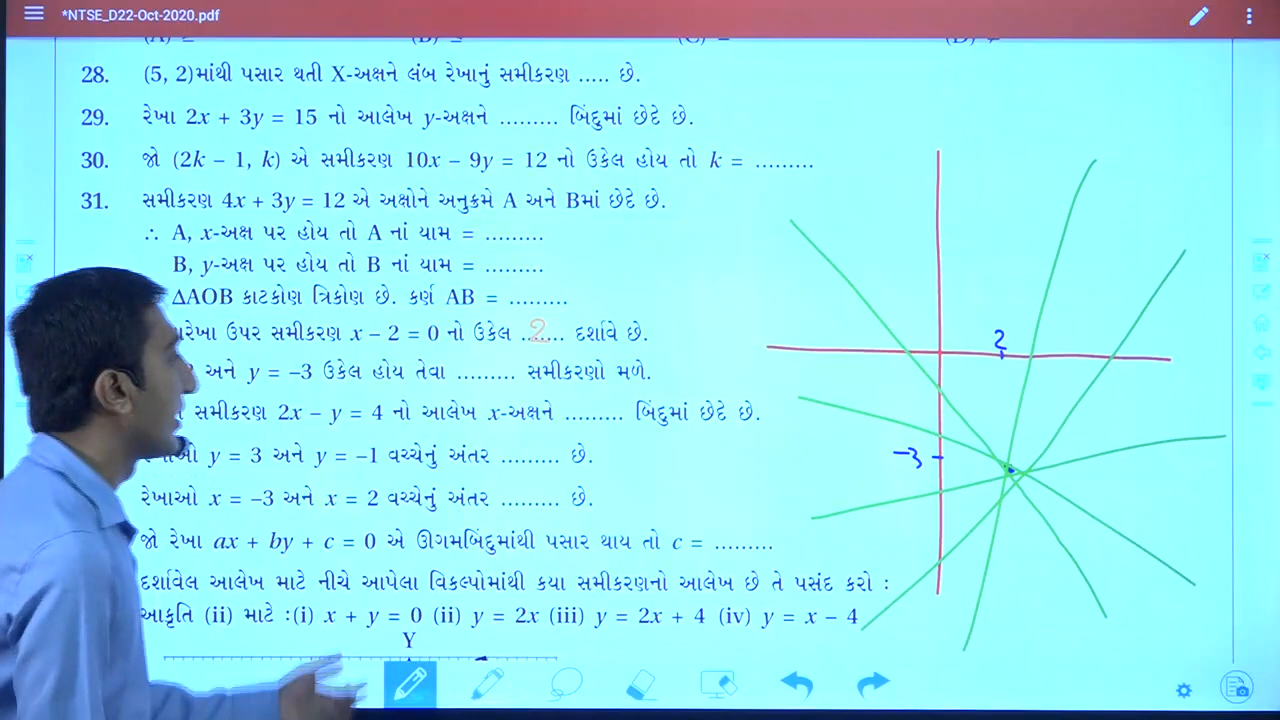 *NTSE_D22-Oct-2020.pdf
28. (5, 2)માંથી પસાર થતી X-અક્ષને લંબ રેખાનું સમીકરણ ..... છે.
29. રેખા 2x + 3y = 15 નો આલેખ y-અક્ષને ......... બિંદુમાં છેદે છે.
30. જો (2k − 1, k) એ સમીકરણ 10x − 9y = 12 નો ઉકેલ હોય તો k = .........
31. સમીકરણ 4x + 3y = 12 એ અક્ષોને અનુક્રમે A અને Bમાં છેદે છે.
∴ A, x-અક્ષ પર હોય તો A નાં યામ = .........
B, y-અક્ષ પર હોય તો B નાં યામ = .........
ΔAOB કાટકોણ ત્રિકોણ છે. કર્ણ AB = .........
ઉપર સમીકરણ x − 2 = 0 નો ઉકેલ ...2... દર્શાવે છે.
અને y = −3 ઉકેલ હોય તેવા ......... સમીકરણો મળે.
સમીકરણ 2x − y = 4 નો આલેખ x-અક્ષને ......... બિંદુમાં છેદે છે.
y = 3 અને y = −1 વચ્ચેનું અંતર ......... છે.
રેખાઓ x = −3 અને x = 2 વચ્ચેનું અંતર ......... છે.
જો રેખા ax + by + c = 0 એ ઊગમબિંદુમાંથી પસાર થાય તો c = .........
દર્શાવેલ આલેખ માટે નીચે આપેલા વિકલ્પોમાંથી કયા સમીકરણનો આલેખ છે તે પસંદ કરો :
આકૃતિ (ii) માટે :(i) x + y = 0 (ii) y = 2x (iii) y = 2x + 4 (iv) y = x − 4
Y
2
−3